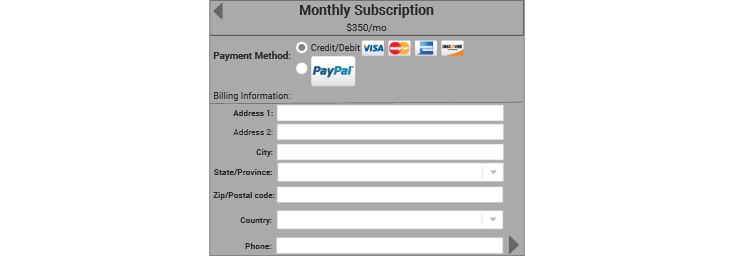 Monthly Subscription
$350/mo
Payment Method:
Credit/Debit VISA MasterCard DISCOVER
PayPal
Billing Information:
Address 1:
Address 2:
City:
State/Province:
Zip/Postal code:
Country:
Phone: